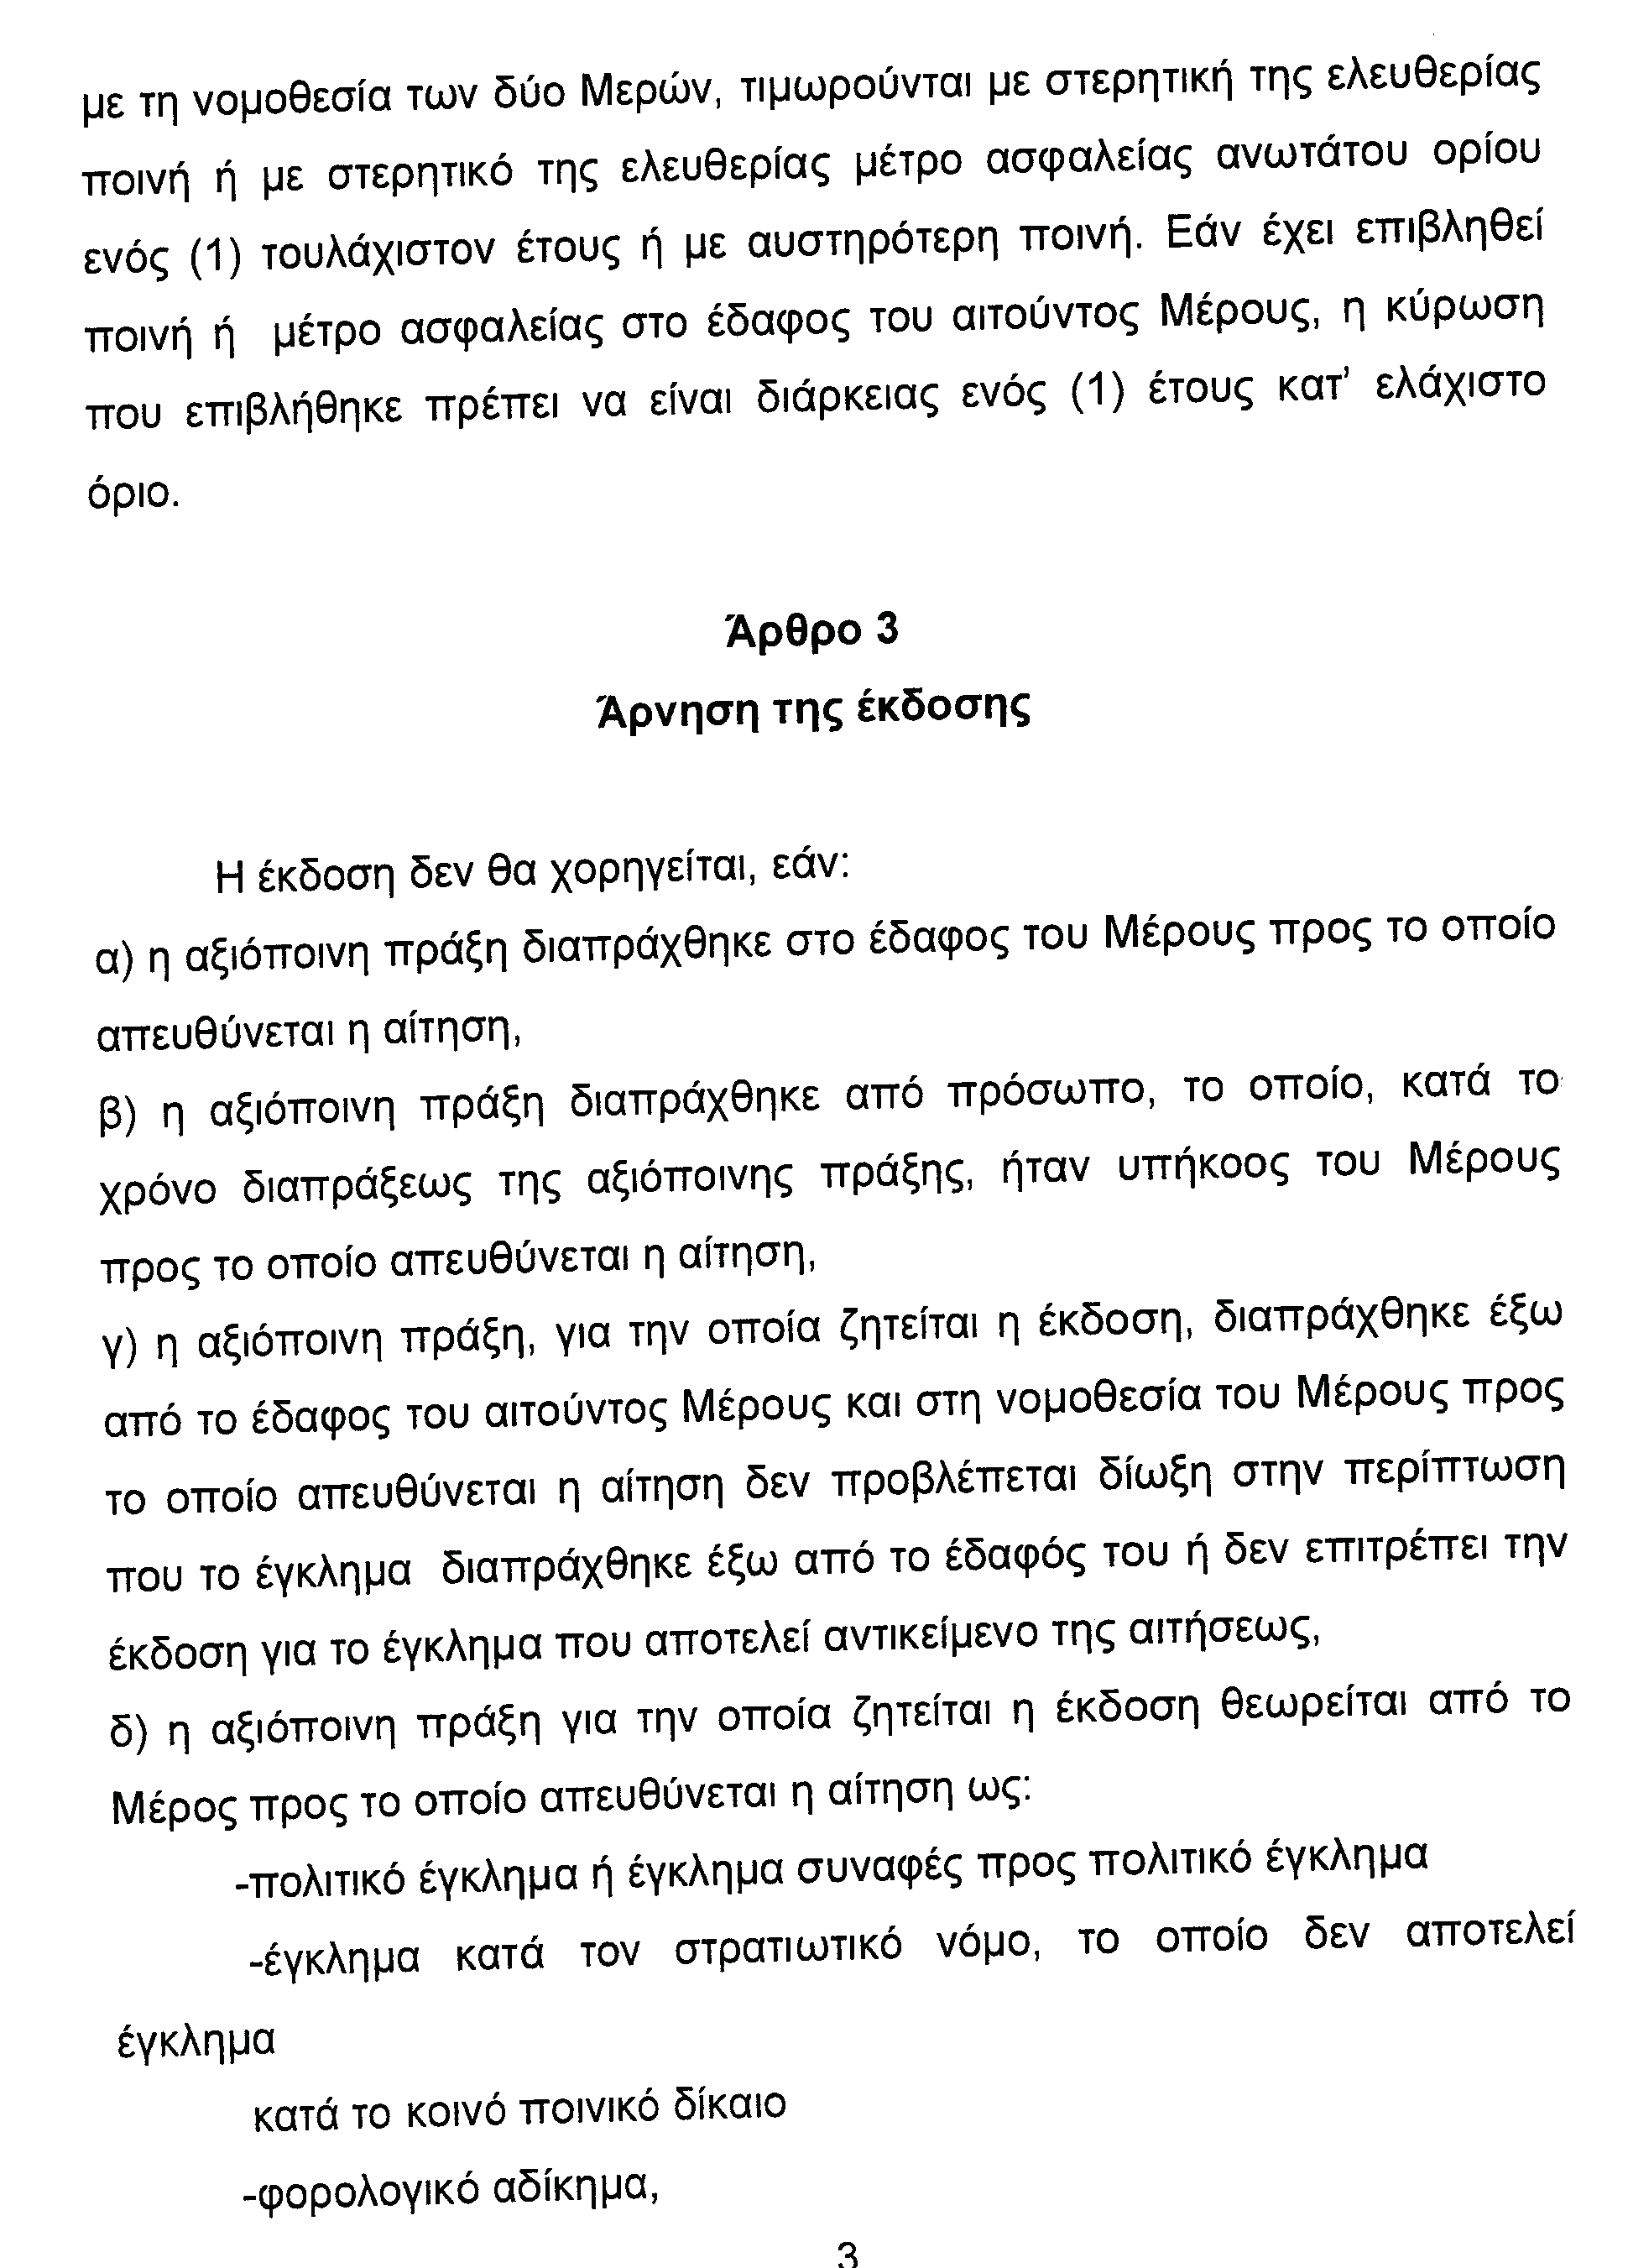 με τη νομοθεσία των δύο Μερών, τιμωρούνται με στερητική της ελευθερίας
ποινή ή με στερητικό της ελευθερίας μέτρο ασφαλείας ανωτάτου ορίου
ενός (1) τουλάχιστον έτους ή με αυστηρότερη ποινή. Εάν έχει επιβληθεί
ποινή ή μέτρο ασφαλείας στο έδαφος του αιτούντος Μέρους, η κύρωση
που επιβλήθηκε πρέπει να είναι διάρκειας ενός (1) έτους κατ’ ελάχιστο
όριο.
Άρθρο 3
Άρνηση της έκδοσης
Η έκδοση δεν θα χορηγείται, εάν:
α) η αξιόποινη πράξη διαπράχθηκε στο έδαφος του Μέρους προς το οποίο
απευθύνεται η αίτηση,
β) η αξιόποινη πράξη διαπράχθηκε από πρόσωπο, το οποίο, κατά το
χρόνο διαπράξεως της αξιόποινης πράξης, ήταν υπήκοος του Μέρους
προς το οποίο απευθύνεται η αίτηση,
γ) η αξιόποινη πράξη, για την οποία ζητείται η έκδοση, διαπράχθηκε έξω
από το έδαφος του αιτούντος Μέρους και στη νομοθεσία του Μέρους προς
το οποίο απευθύνεται η αίτηση δεν προβλέπεται δίωξη στην περίπτωση
που το έγκλημα διαπράχθηκε έξω από το έδαφός του ή δεν επιτρέπει την
έκδοση για το έγκλημα που αποτελεί αντικείμενο της αιτήσεως,
δ) η αξιόποινη πράξη για την οποία ζητείται η έκδοση θεωρείται από το
Μέρος προς το οποίο απευθύνεται η αίτηση ως:
-πολιτικό έγκλημα ή έγκλημα συναφές προς πολιτικό έγκλημα
-έγκλημα κατά τον στρατιωτικό νόμο, το οποίο δεν αποτελεί
έγκλημα
κατά το κοινό ποινικό δίκαιο
-φορολογικό αδίκημα,
3